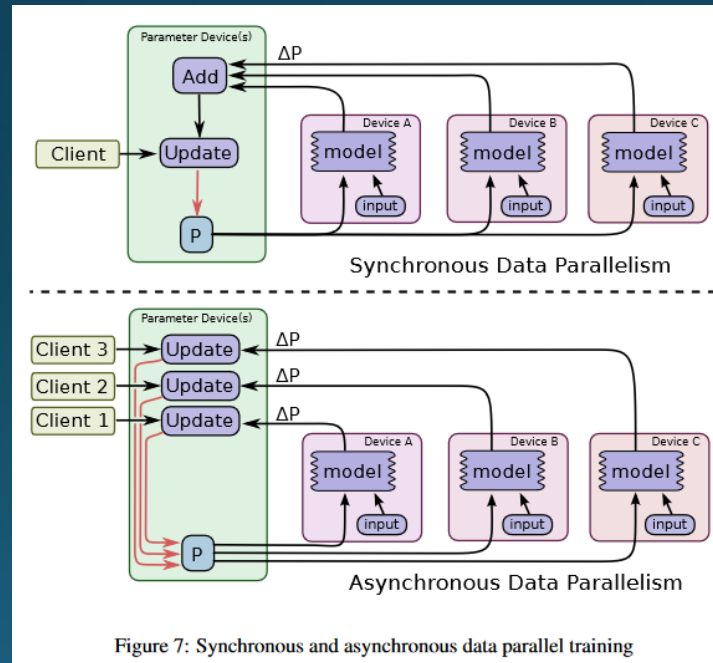 Parameter Device(s)
ΔP
Add
Device A
Device B
Device C
Client
Update
model
model
model
input
input
input
P
Synchronous Data Parallelism
Parameter Device(s)
Client 3
Update
ΔP
Client 2
Update
ΔP
Client 1
Update
ΔP
Device A
Device B
Device C
model
model
model
input
input
input
P
Asynchronous Data Parallelism
Figure 7: Synchronous and asynchronous data parallel training